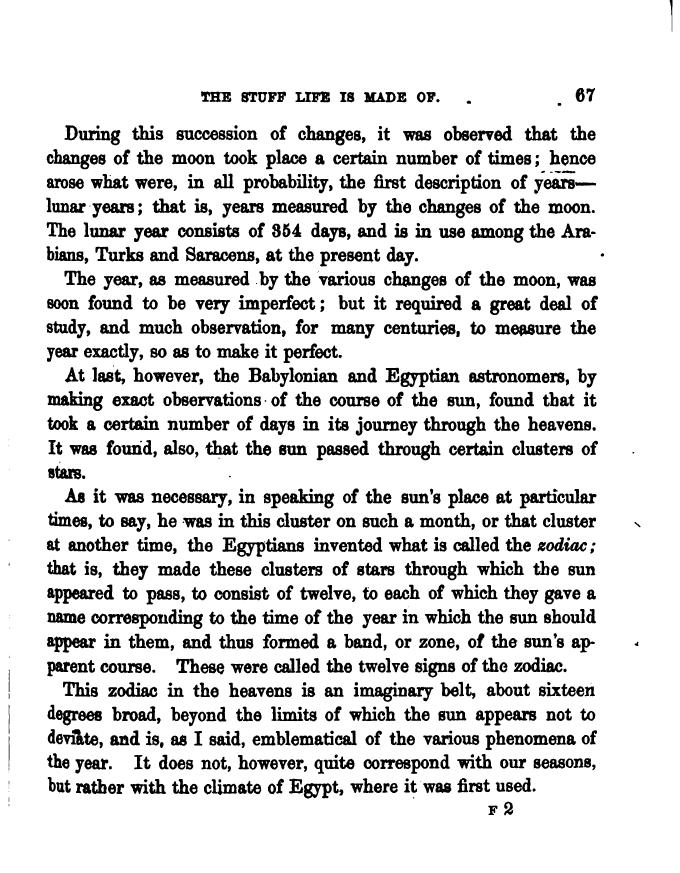 THE STUFF LIFE IS MADE OF. 67
During this succession of changes, it was observed that the
changes of the moon took place a certain number of times; hence
arose what were, in all probability, the first description of years—
lunar years; that is, years measured by the changes of the moon.
The lunar year consists of 354 days, and is in use among the Ara-
bians, Turks and Saracens, at the present day.
The year, as measured by the various changes of the moon, was
soon found to be very imperfect; but it required a great deal of
study, and much observation, for many centuries, to measure the
year exactly, so as to make it perfect.
At last, however, the Babylonian and Egyptian astronomers, by
making exact observations of the course of the sun, found that it
took a certain number of days in its journey through the heavens.
It was found, also, that the sun passed through certain clusters of
stars.
As it was necessary, in speaking of the sun's place at particular
times, to say, he was in this cluster on such a month, or that cluster
at another time, the Egyptians invented what is called the zodiac;
that is, they made these clusters of stars through which the sun
appeared to pass, to consist of twelve, to each of which they gave a
name corresponding to the time of the year in which the sun should
appear in them, and thus formed a band, or zone, of the sun's ap-
parent course. These were called the twelve signs of the zodiac.
This zodiac in the heavens is an imaginary belt, about sixteen
degrees broad, beyond the limits of which the sun appears not to
deviate, and is, as I said, emblematical of the various phenomena of
the year. It does not, however, quite correspond with our seasons,
but rather with the climate of Egypt, where it was first used.
F 2